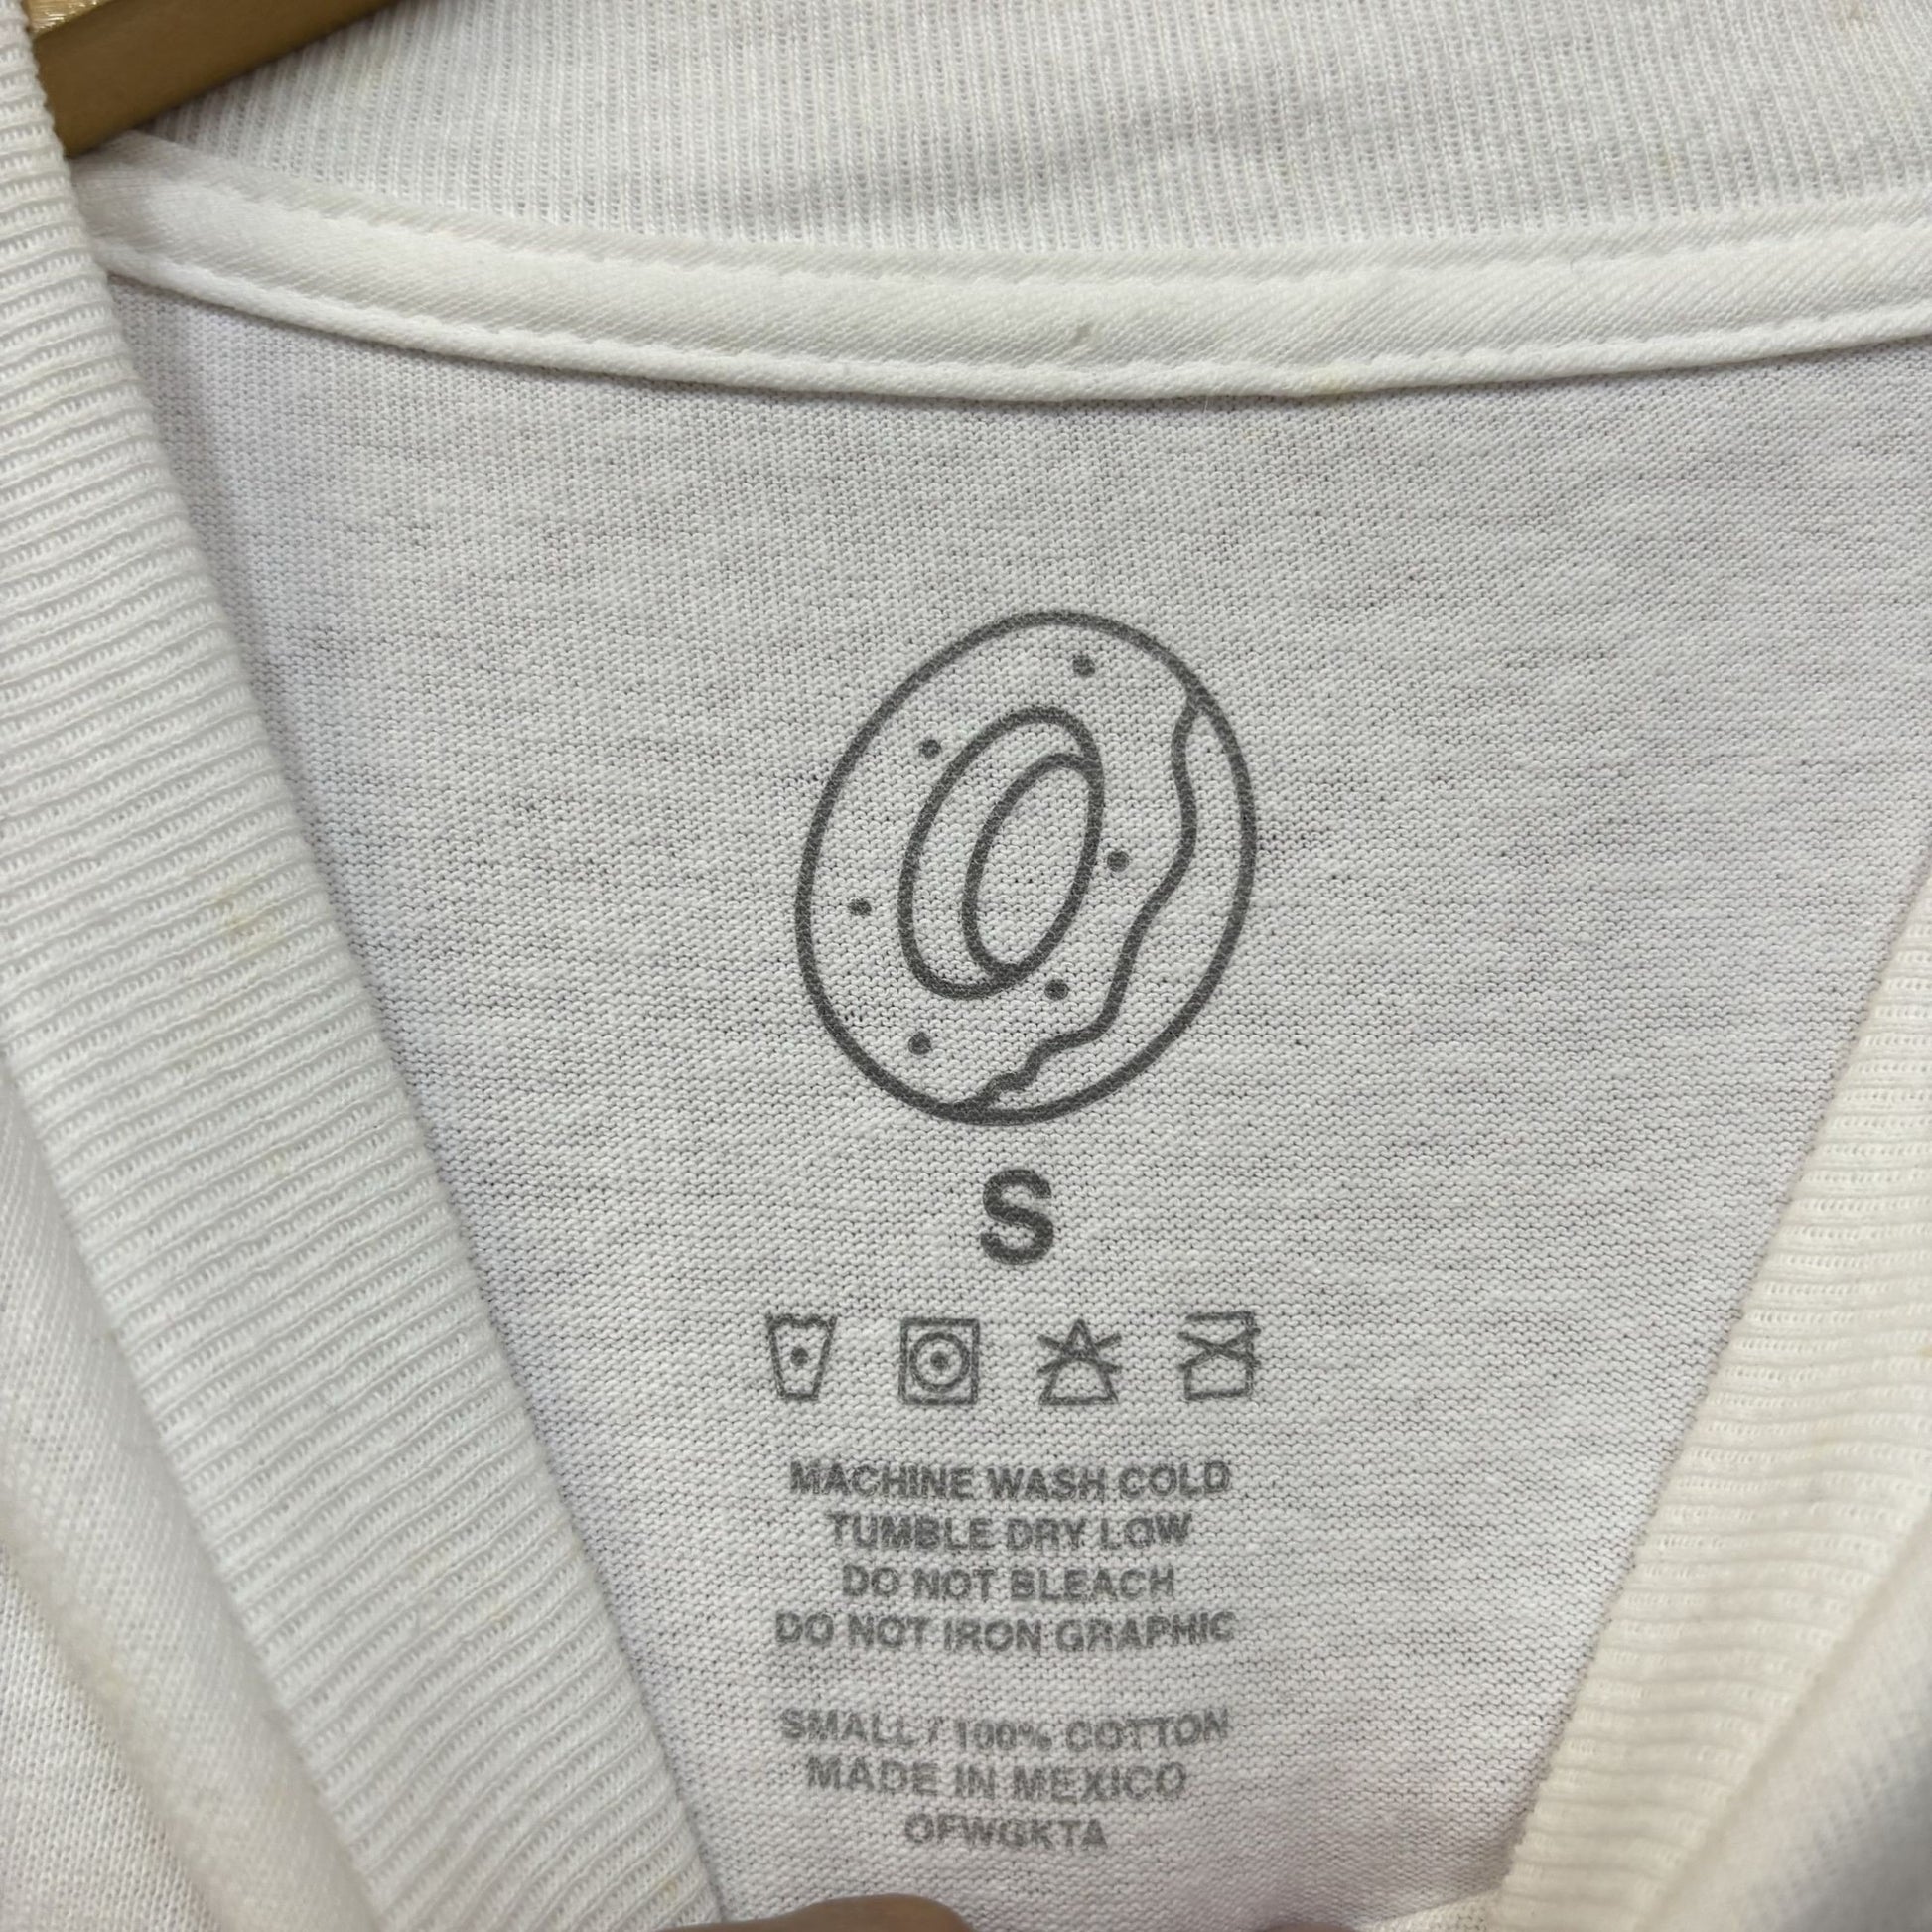 S
MACHINE WASH COLD
TUMBLE DRY LOW
DO NOT BLEACH
DO NOT IRON GRAPHIC
SMALL / 100% COTTON
MADE IN MEXICO
OFWGKTA